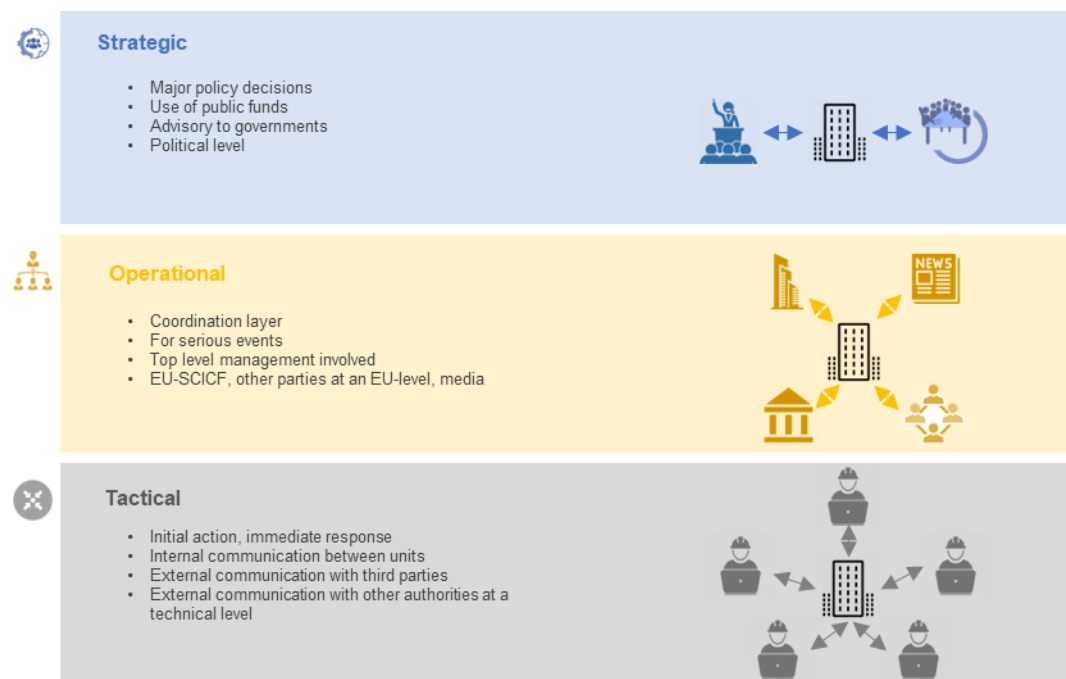 Strategic
• Major policy decisions
• Use of public funds
• Advisory to governments
• Political level
Operational
NEWS
• Coordination layer
• For serious events
• Top level management involved
• EU-SCICF, other parties at an EU-level, media
Tactical
• Initial action, immediate response
• Internal communication between units
• External communication with third parties
• External communication with other authorities at a
technical level